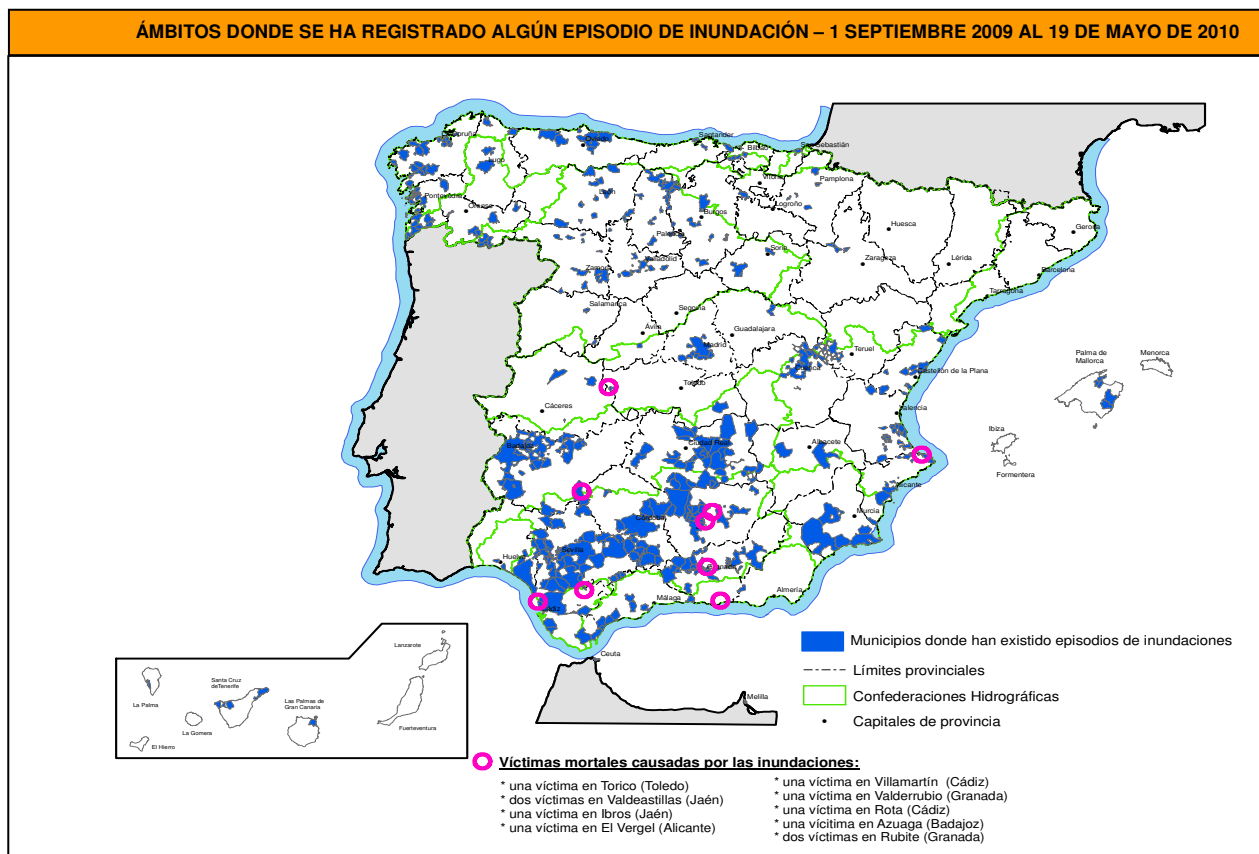 ÁMBITOS DONDE SE HA REGISTRADO ALGÚN EPISODIO DE INUNDACIÓN – 1 SEPTIEMBRE 2009 AL 19 DE MAYO DE 2010
Santander
Bilbao
San Sebastián
Oviedo
Lugo
Vitoria
Pamplona
León
Pontevedra
Orense
Logroño
Burgos
Huesca
Gerona
Palencia
Soria
Valladolid
Zaragoza
Lérida
Zamora
Barcelona
Tarragona
Salamanca
Segovia
Ávila
Guadalajara
Madrid
Teruel
Cuenca
Castellón de la Plana
Toledo
Cáceres
Valencia
Palma de
Mallorca
Menorca
Ibiza
Formentera
Badajoz
Ciudad Real
Albacete
Alicante
Murcia
Córdoba
Sevilla
Huelva
Granada
Almería
Málaga
Cádiz
Ceuta
Melilla
Lanzarote
Santa Cruz
deTenerife
La Palma
Las Palmas de
Gran Canaria
La Gomera
Fuerteventura
El Hierro
Municipios donde han existido episodios de inundaciones
Límites provinciales
Confederaciones Hidrográficas
Capitales de provincia
Víctimas mortales causadas por las inundaciones:
* una víctima en Torico (Toledo)
* dos víctimas en Valdeastillas (Jaén)
* una víctima en Ibros (Jaén)
* una víctima en El Vergel (Alicante)
* una víctima en Villamartín (Cádiz)
* una víctima en Valderrubio (Granada)
* una víctima en Rota (Cádiz)
* una vícitima en Azuaga (Badajoz)
* dos víctimas en Rubite (Granada)